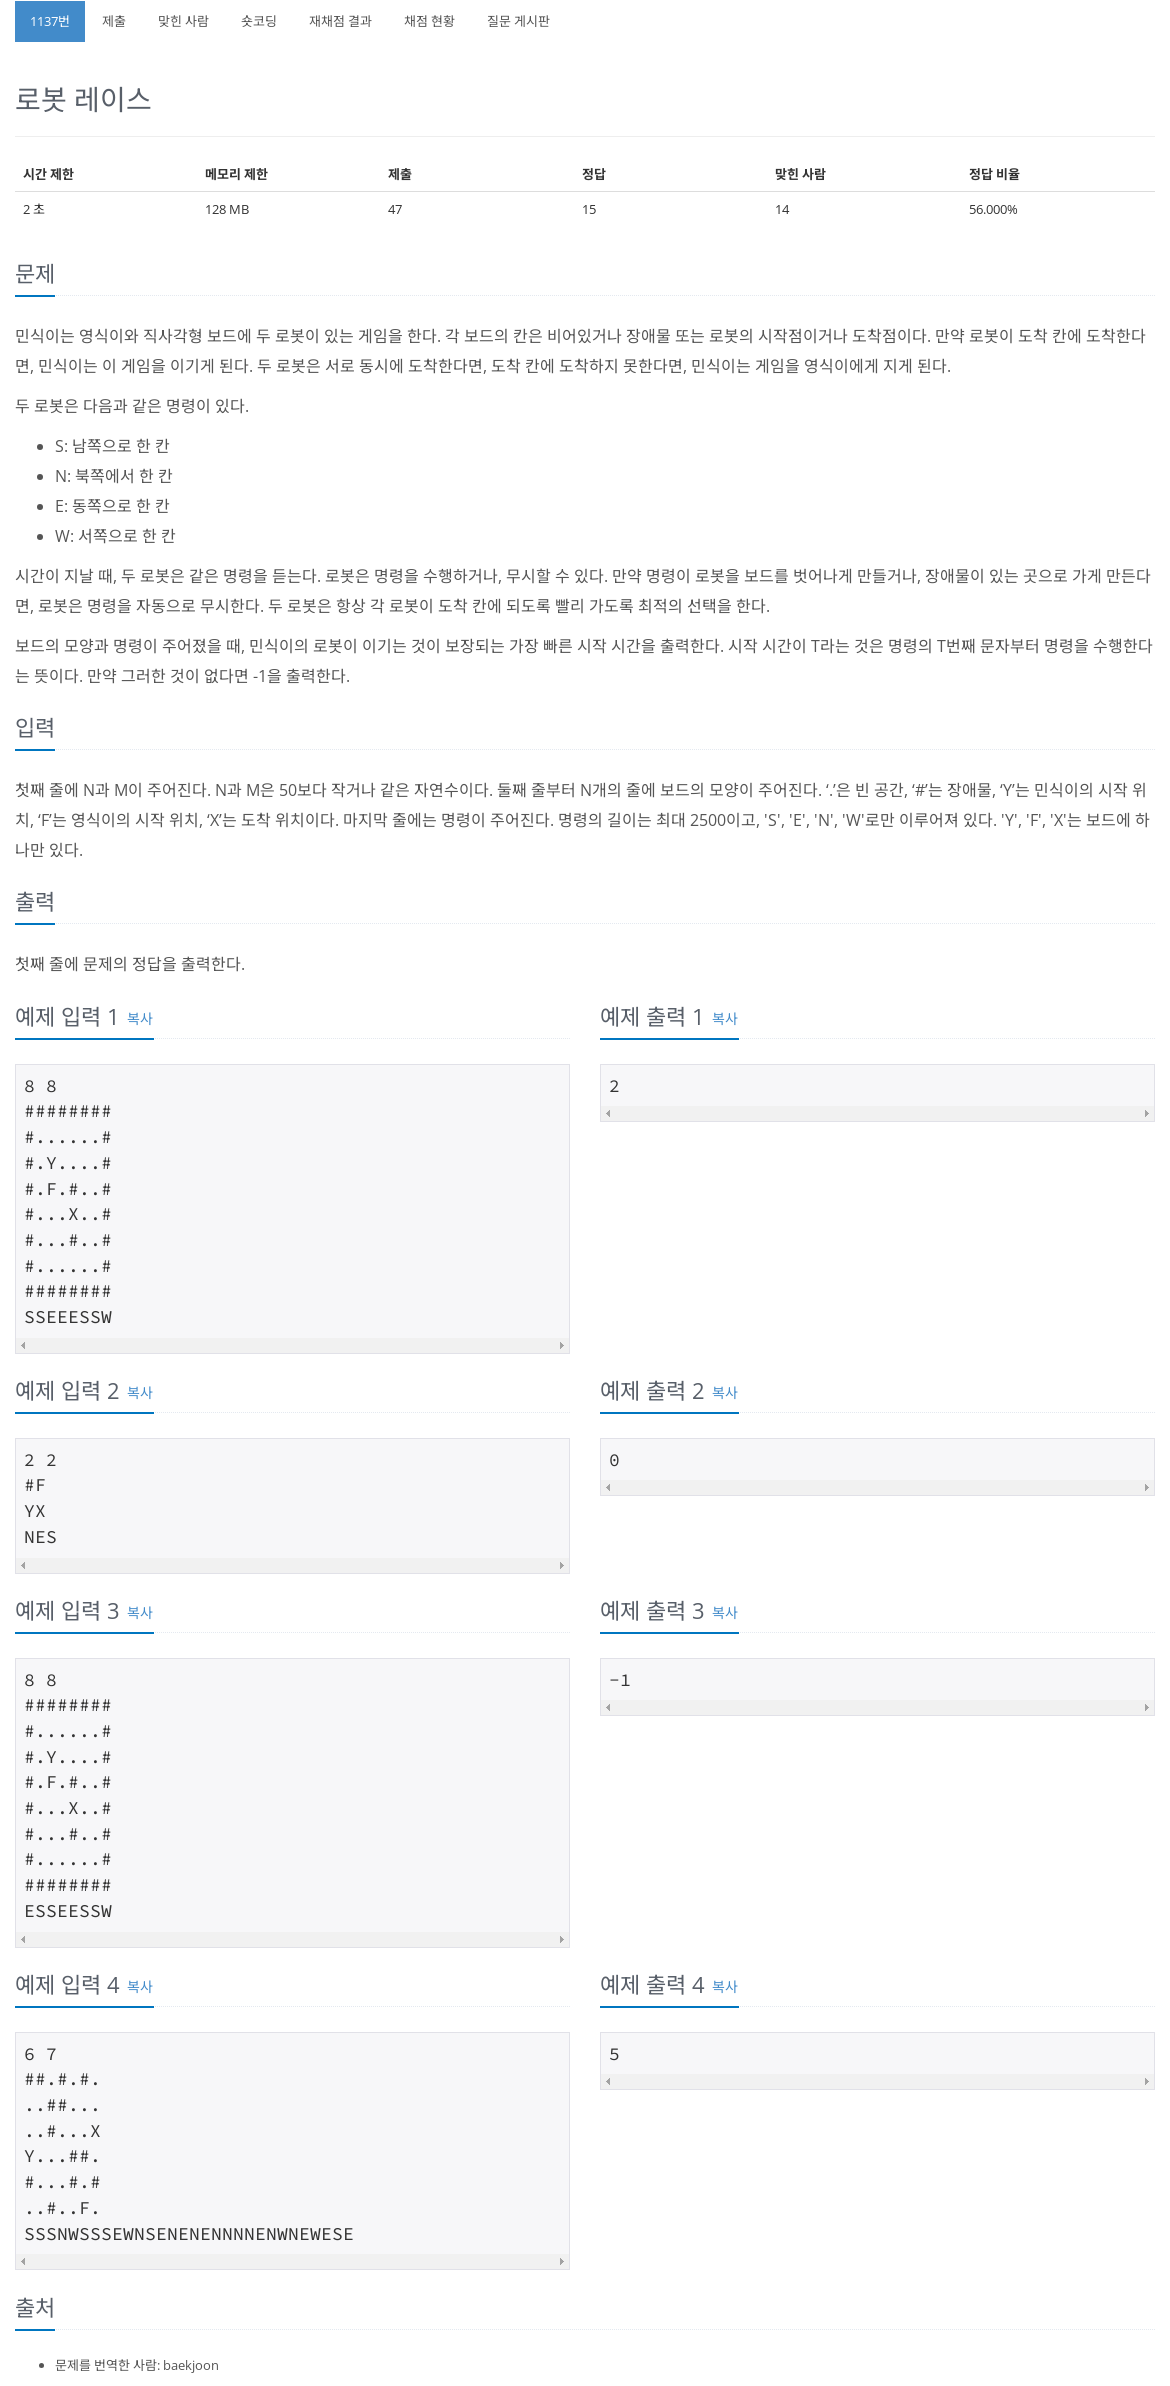 1137번 제출 맞힌 사람 숏코딩 재채점 결과 채점 현황 질문 게시판
로봇 레이스
시간 제한 메모리 제한 제출 정답 맞힌 사람 정답 비율
2 초 128 MB 47 15 14 56.000%
문제
민식이는 영식이와 직사각형 보드에 두 로봇이 있는 게임을 한다. 각 보드의 칸은 비어있거나 장애물 또는 로봇의 시작점이거나 도착점이다. 만약 로봇이 도착 칸에 도착한다
면, 민식이는 이 게임을 이기게 된다. 두 로봇은 서로 동시에 도착한다면, 도착 칸에 도착하지 못한다면, 민식이는 게임을 영식이에게 지게 된다.
두 로봇은 다음과 같은 명령이 있다.
• S: 남쪽으로 한 칸
• N: 북쪽에서 한 칸
• E: 동쪽으로 한 칸
• W: 서쪽으로 한 칸
시간이 지날 때, 두 로봇은 같은 명령을 듣는다. 로봇은 명령을 수행하거나, 무시할 수 있다. 만약 명령이 로봇을 보드를 벗어나게 만들거나, 장애물이 있는 곳으로 가게 만든다
면, 로봇은 명령을 자동으로 무시한다. 두 로봇은 항상 각 로봇이 도착 칸에 되도록 빨리 가도록 최적의 선택을 한다.
보드의 모양과 명령이 주어졌을 때, 민식이의 로봇이 이기는 것이 보장되는 가장 빠른 시작 시간을 출력한다. 시작 시간이 T라는 것은 명령의 T번째 문자부터 명령을 수행한다
는 뜻이다. 만약 그러한 것이 없다면 -1을 출력한다.
입력
첫째 줄에 N과 M이 주어진다. N과 M은 50보다 작거나 같은 자연수이다. 둘째 줄부터 N개의 줄에 보드의 모양이 주어진다. ‘.’은 빈 공간, ‘#’는 장애물, ‘Y’는 민식이의 시작 위
치, ‘F’는 영식이의 시작 위치, ‘X’는 도착 위치이다. 마지막 줄에는 명령이 주어진다. 명령의 길이는 최대 2500이고, 'S', 'E', 'N', 'W'로만 이루어져 있다. 'Y', 'F', 'X'는 보드에 하
나만 있다.
출력
첫째 줄에 문제의 정답을 출력한다.
예제 입력 1 복사
8 8
########
#......#
#.Y....#
#.F.#..#
#...X..#
#...#..#
#......#
########
SSEEESSW
예제 출력 1 복사
2
예제 입력 2 복사
2 2
#F
YX
NES
예제 출력 2 복사
0
예제 입력 3 복사
8 8
########
#......#
#.Y....#
#.F.#..#
#...X..#
#...#..#
#......#
########
ESSEESSW
예제 출력 3 복사
-1
예제 입력 4 복사
6 7
##.#.#.
..##...
..#...X
Y...##.
#...#.#
..#..F.
SSSNWSSSEWNSENENENNNNENWNEWESE
예제 출력 4 복사
5
출처
• 문제를 번역한 사람: baekjoon